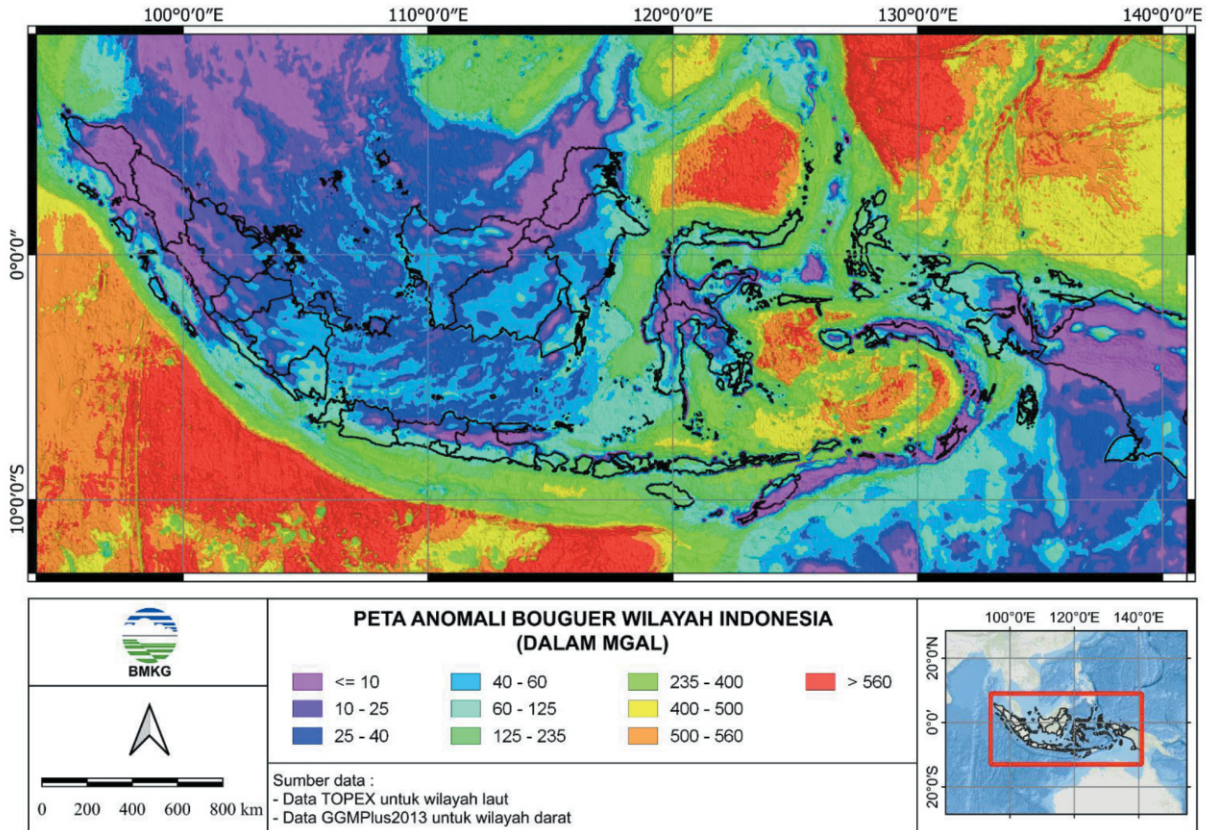 100°0'0"E
110°0'0"E
120°0'0"E
130°0'0"E
140°0'0"E
0°0'0"
10°0'0"S
BMKG
0 200 400 600 800 km
PETA ANOMALI BOUGUER WILAYAH INDONESIA
(DALAM MGAL)
<= 10
10 - 25
25 - 40
40 - 60
60 - 125
125 - 235
235 - 400
400 - 500
500 - 560
> 560
Sumber data :
- Data TOPEX untuk wilayah laut
- Data GGMPlus2013 untuk wilayah darat
100°0'E 120°0'E 140°0'E
20°0'N
0°0'
20°0'S